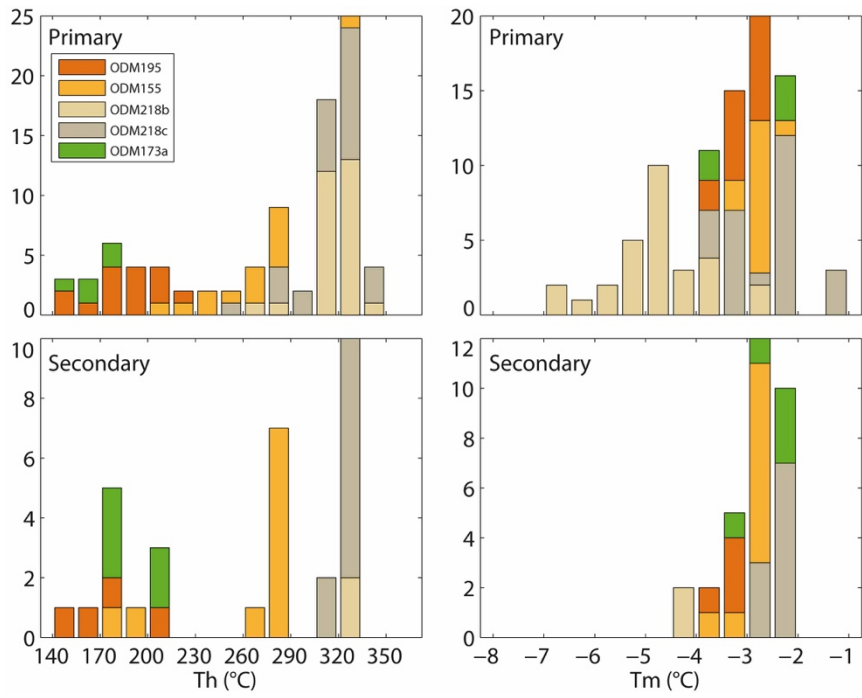 Primary
ODM195
ODM155
ODM218b
ODM218c
ODM173a
25
20
15
10
5
0
Primary
20
15
10
5
0
Secondary
10
8
6
4
2
0
140 170 200 230 260 290 320 350
Th (°C)
Secondary
12
10
8
6
4
2
0
−8 −7 −6 −5 −4 −3 −2 −1
Tm (°C)